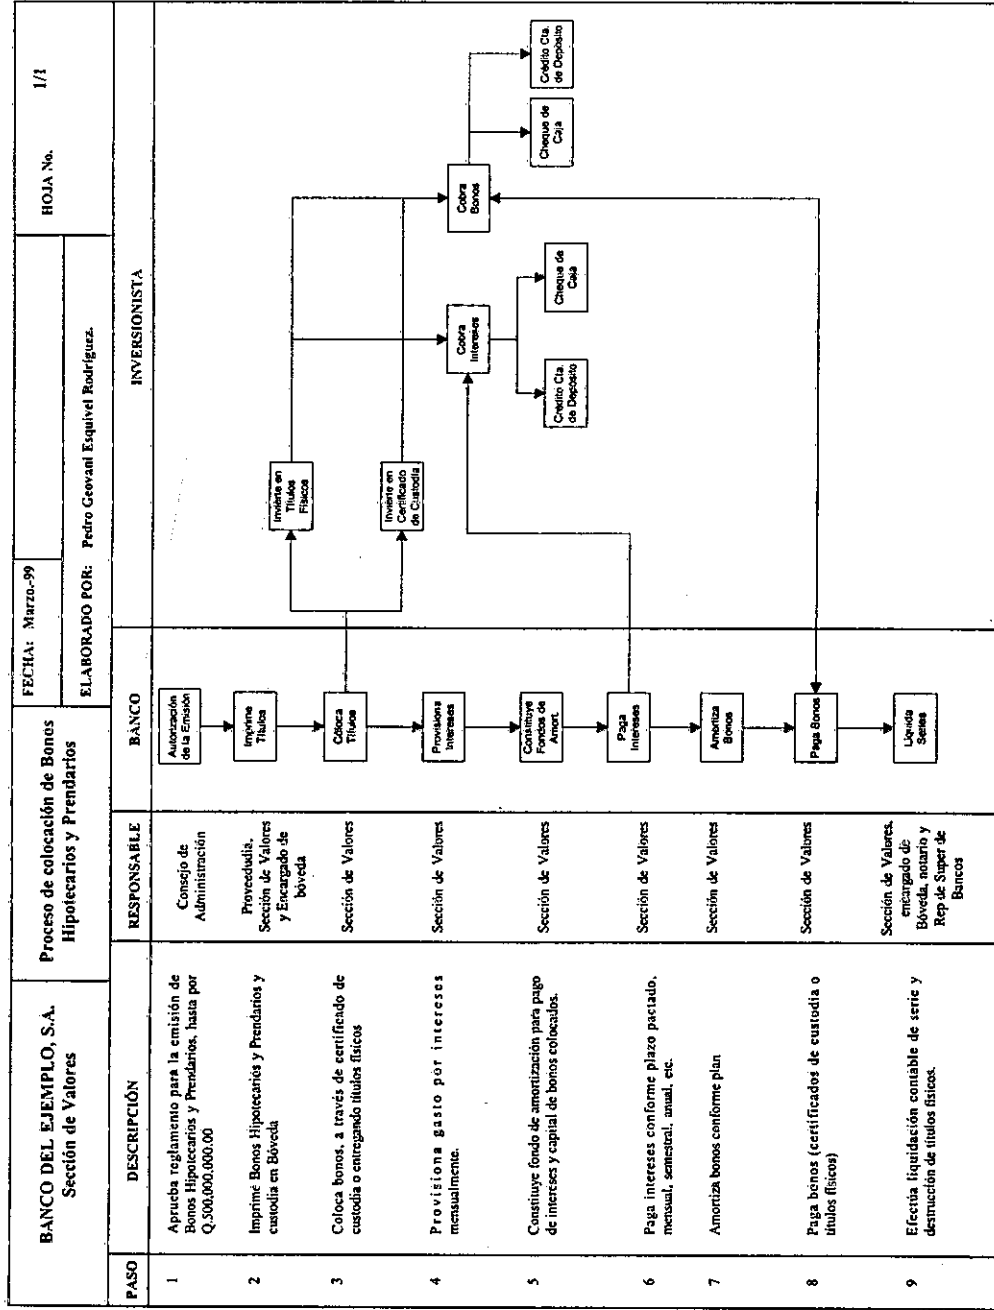 BANCO DEL EJEMPLO, S.A.
Sección de Valores
Proceso de colocación de Bonos
Hipotecarios y Prendarios
FECHA: Marzo.-99
HOJA No. 1/1
ELABORADO POR: Pedro Geovani Esquivel Rodríguez.
PASO
DESCRIPCIÓN
RESPONSABLE
BANCO
INVERSIONISTA
1
Aprueba reglamento para la emisión de
Bonos Hipotecarios y Prendarios, hasta por
Q.500,000,000.00
Consejo de
Administración
Autorización
de la Emisión
2
Imprime Bonos Hipotecarios y Prendarios y
custodia en Bóveda
Proveedudia,
Sección de Valores
y Encargado de
bóveda
Imprime
Títulos
3
Coloca bonos, a través de certificado de
custodia o entregando títulos físicos
Sección de Valores
Coloca
Títulos
4
Provisiona gasto por intereses
mensualmente.
Sección de Valores
Provisiona
Intereses
5
Constituye fondo de amortización para pago
de intereses y capital de bonos colocados.
Sección de Valores
Constituye
Fondos de
Amort.
6
Paga intereses conforme plazo pactado,
mensual, semestral, anual, etc.
Sección de Valores
Paga
Intereses
7
Amortiza bonos conforme plan
Sección de Valores
Amortiza
Bonos
8
Paga bonos (certificados de custodia o
títulos físicos)
Sección de Valores
Paga Bonos
9
Efectúa liquidación contable de serie y
destrucción de títulos físicos.
Sección de Valores,
encargado de
Bóveda, notario y
Rep de Super de
Bancos
Liquida
Series
Invierte en
Títulos
Físicos
Invierte en
Certificado
de Custodia
Cobra
Intereses
Crédito Cta.
de Depósito
Cheque de
Caja
Cobra
Bonos
Cheque de
Caja
Crédito Cta.
de Depósito